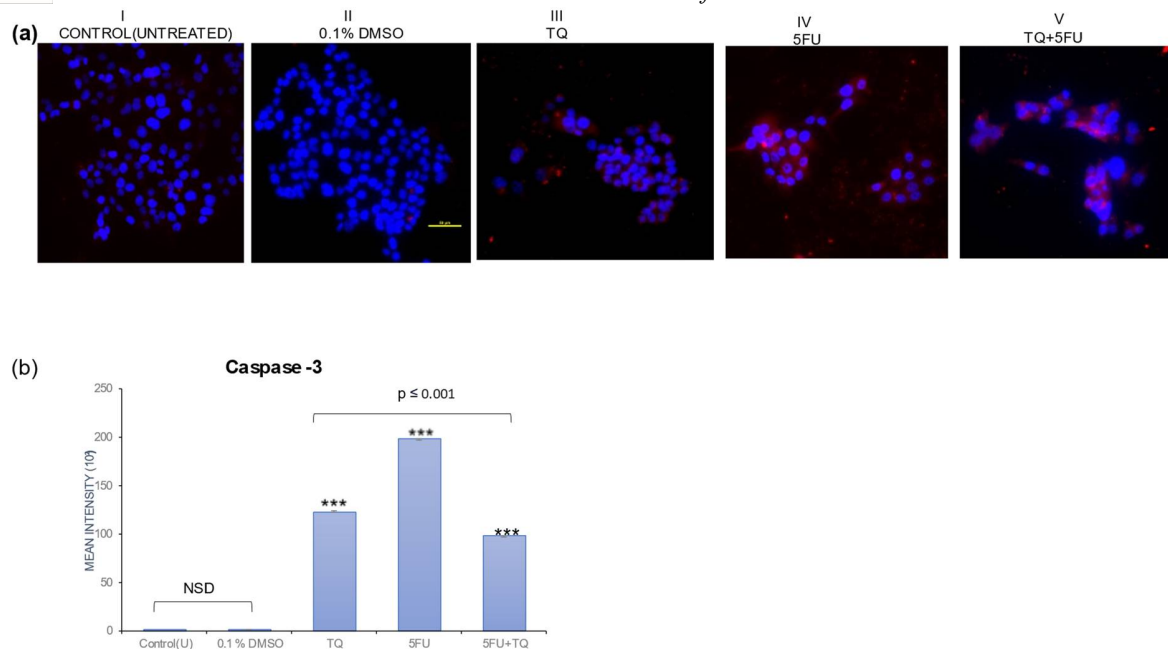 I
CONTROL(UNTREATED)
II
0.1% DMSO
III
TQ
IV
5FU
V
TQ+5FU
(a)
(b)
Caspase -3
250
200
150
100
50
0
MEAN INTENSITY
p ≤ 0.001
***
***
***
NSD
Control(U)
0.1 % DMSO
TQ
5FU
5FU+TQ